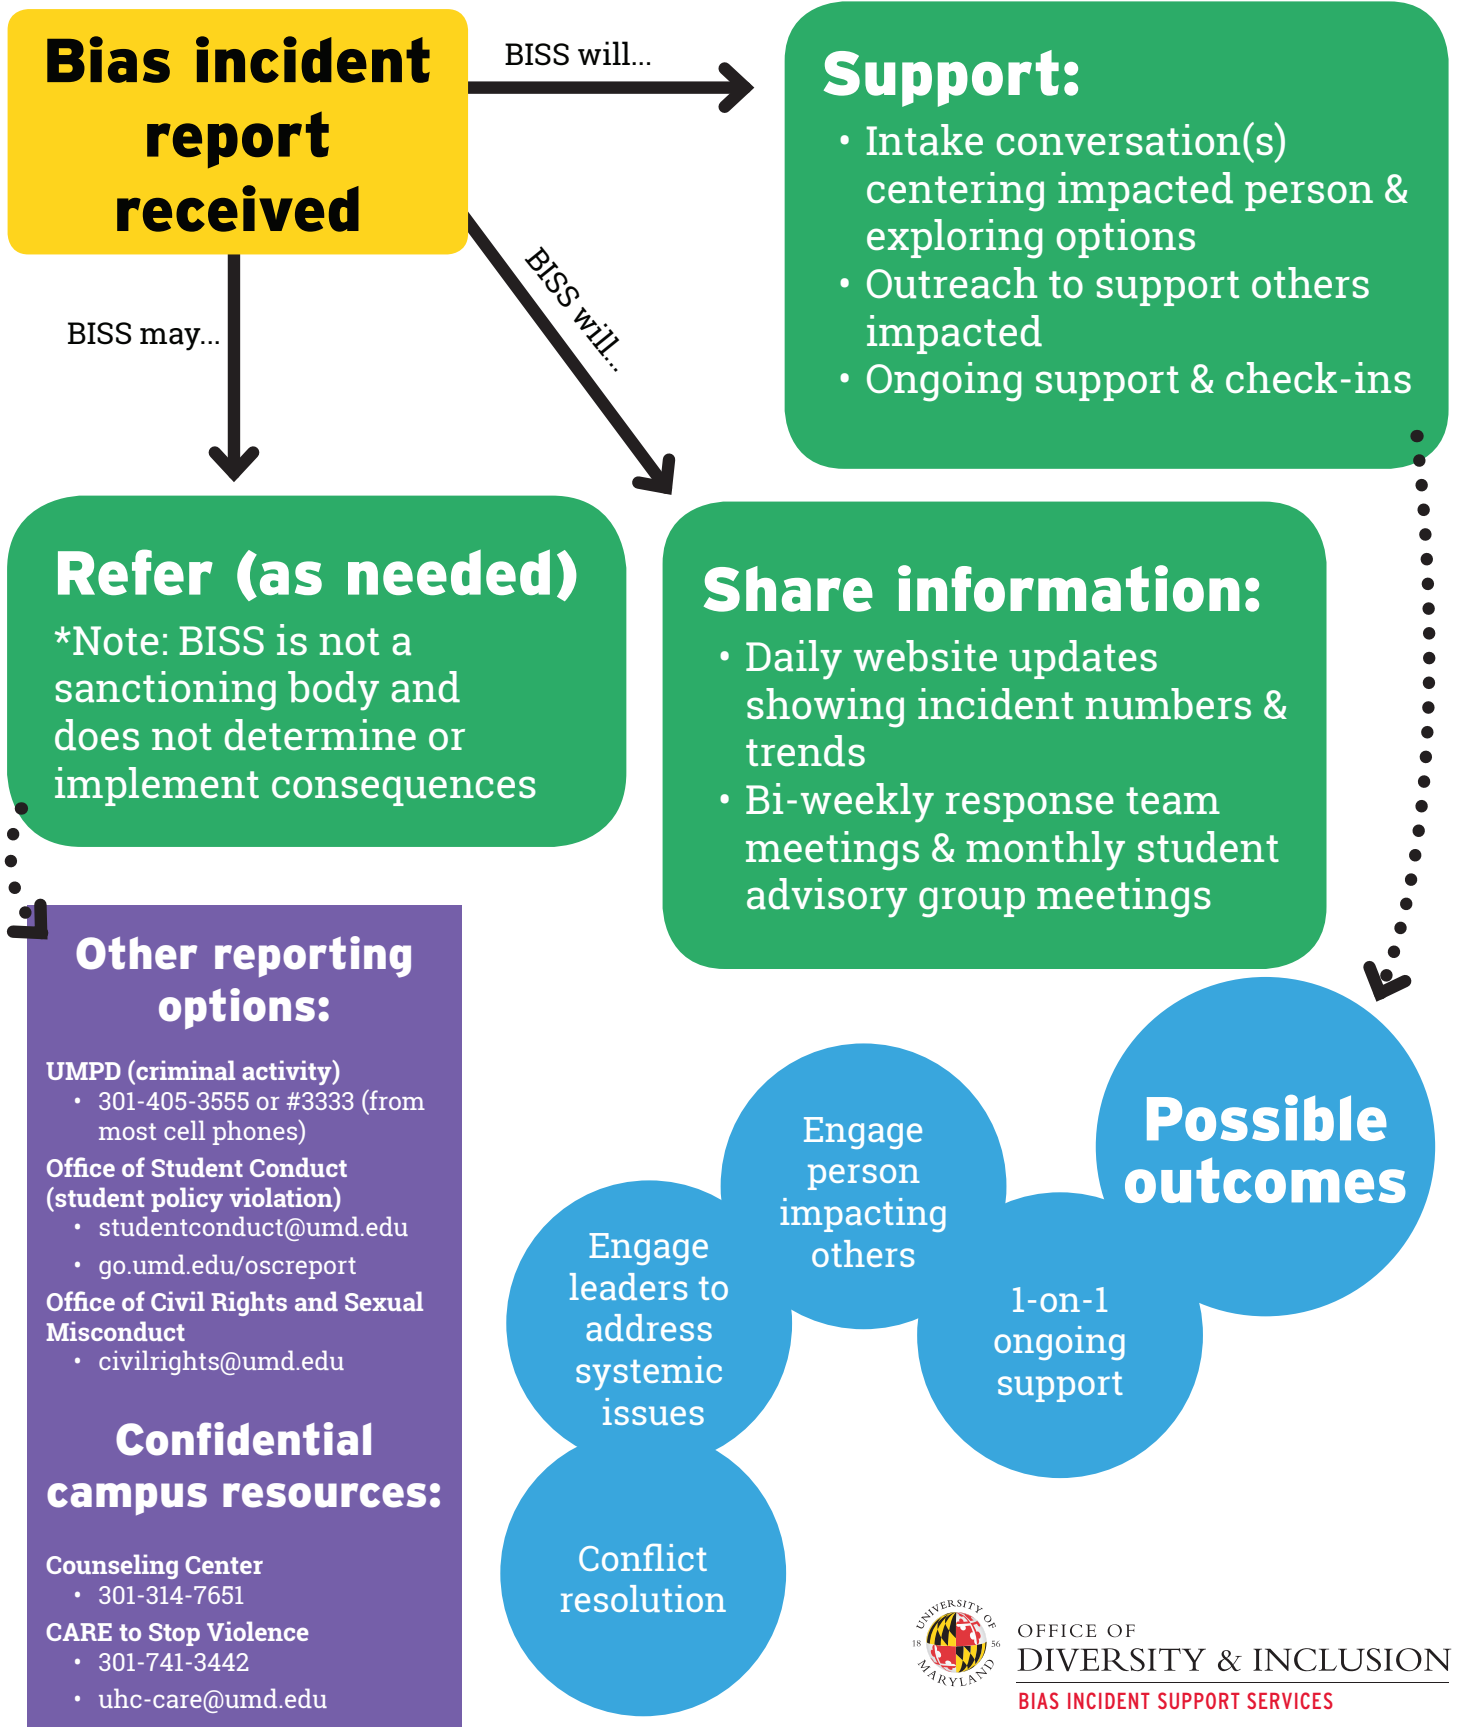 Bias incident
report
received
BISS will...
BISS will...
BISS may...
Support:
• Intake conversation(s)
centering impacted person &
exploring options
• Outreach to support others
impacted
• Ongoing support & check-ins
Refer (as needed)
*Note: BISS is not a
sanctioning body and
does not determine or
implement consequences
Share information:
• Daily website updates
showing incident numbers &
trends
• Bi-weekly response team
meetings & monthly student
advisory group meetings
Other reporting
options:
UMPD (criminal activity)
• 301-405-3555 or #3333 (from
most cell phones)
Office of Student Conduct
(student policy violation)
• studentconduct@umd.edu
• go.umd.edu/oscreport
Office of Civil Rights and Sexual
Misconduct
• civilrights@umd.edu
Confidential
campus resources:
Counseling Center
• 301-314-7651
CARE to Stop Violence
• 301-741-3442
• uhc-care@umd.edu
Possible
outcomes
1-on-1
ongoing
support
Engage
person
impacting
others
Engage
leaders to
address
systemic
issues
Conflict
resolution
UNIVERSITY OF
18 56
MARYLAND
OFFICE OF
DIVERSITY & INCLUSION
BIAS INCIDENT SUPPORT SERVICES